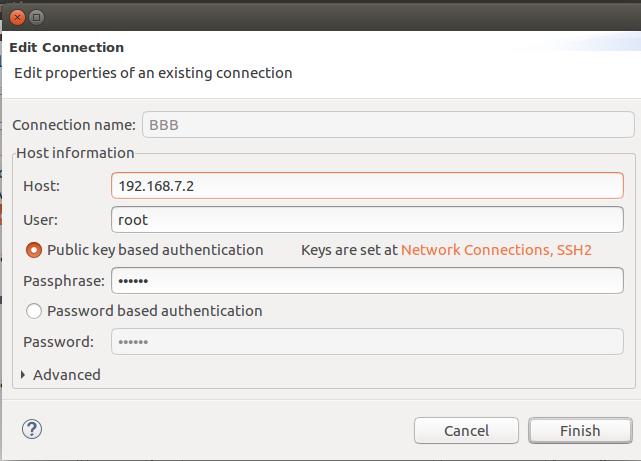 Edit Connection
Edit properties of an existing connection
Connection name: BBB
Host information
Host: 192.168.7.2
User: root
Public key based authentication Keys are set at Network Connections, SSH2
Passphrase: ••••••
Password based authentication
Password: ••••••
Advanced
? Cancel Finish